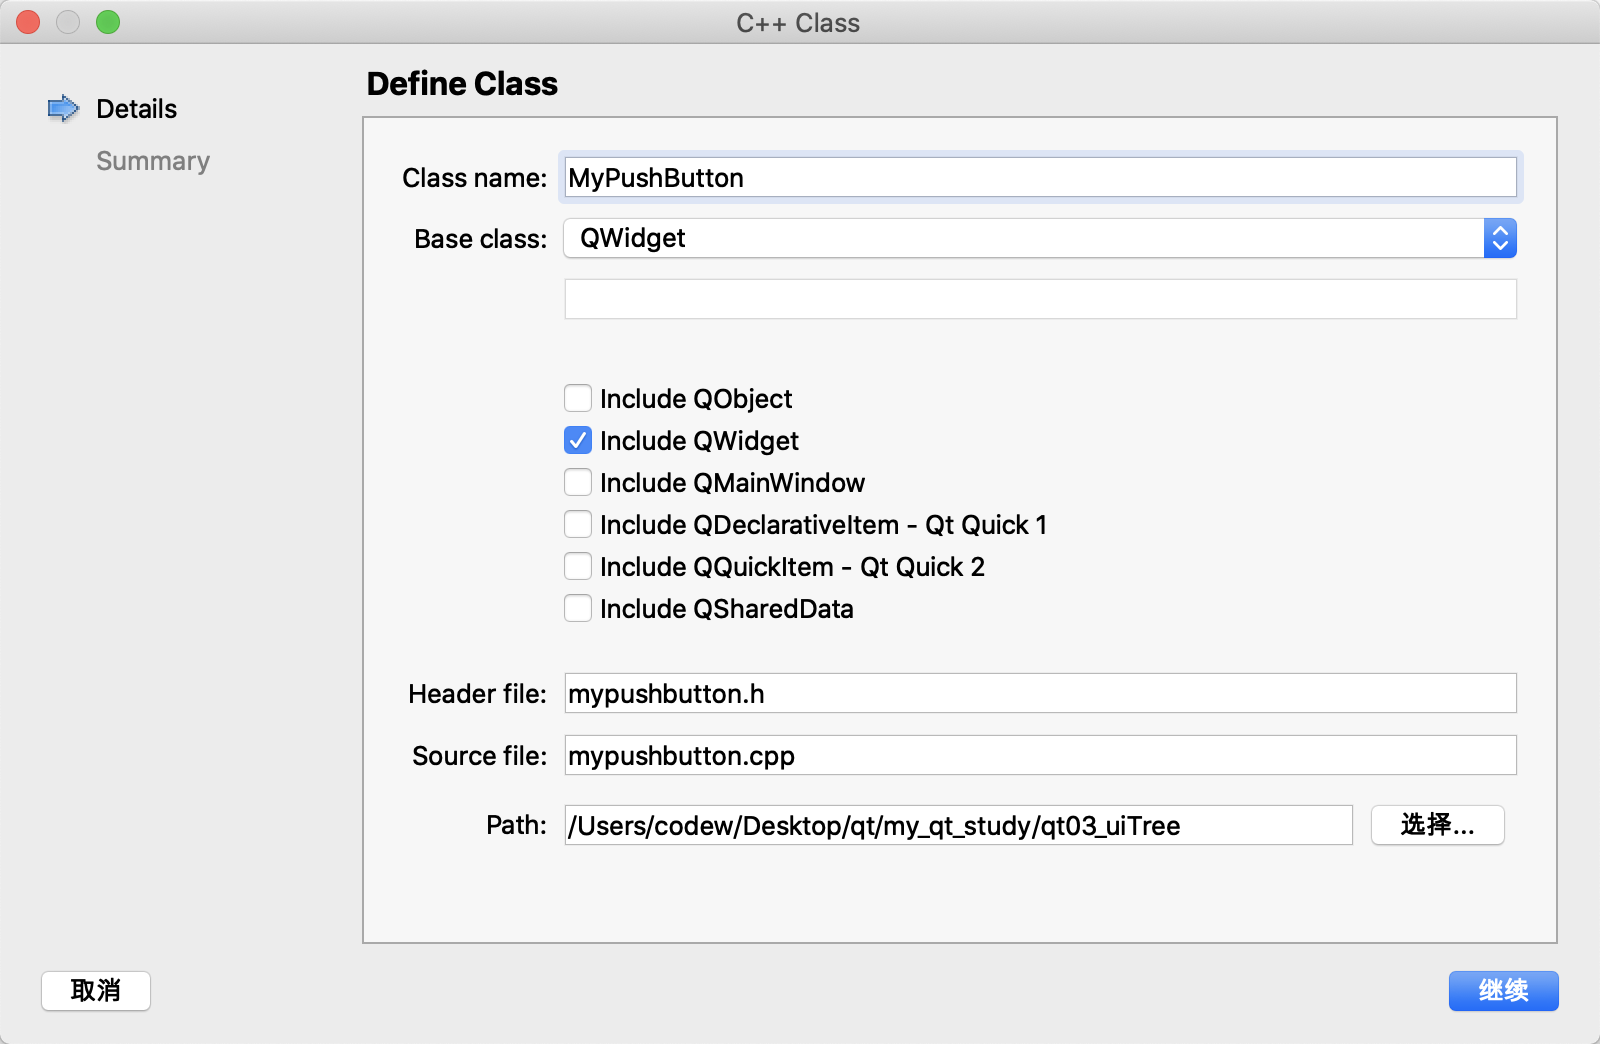 C++ Class
Details
Summary
Define Class
Class name: MyPushButton
Base class: QWidget
Include QObject
Include QWidget
Include QMainWindow
Include QDeclarativeItem - Qt Quick 1
Include QQuickItem - Qt Quick 2
Include QSharedData
Header file: mypushbutton.h
Source file: mypushbutton.cpp
Path: /Users/codew/Desktop/qt/my_qt_study/qt03_uiTree 选择...
取消 继续